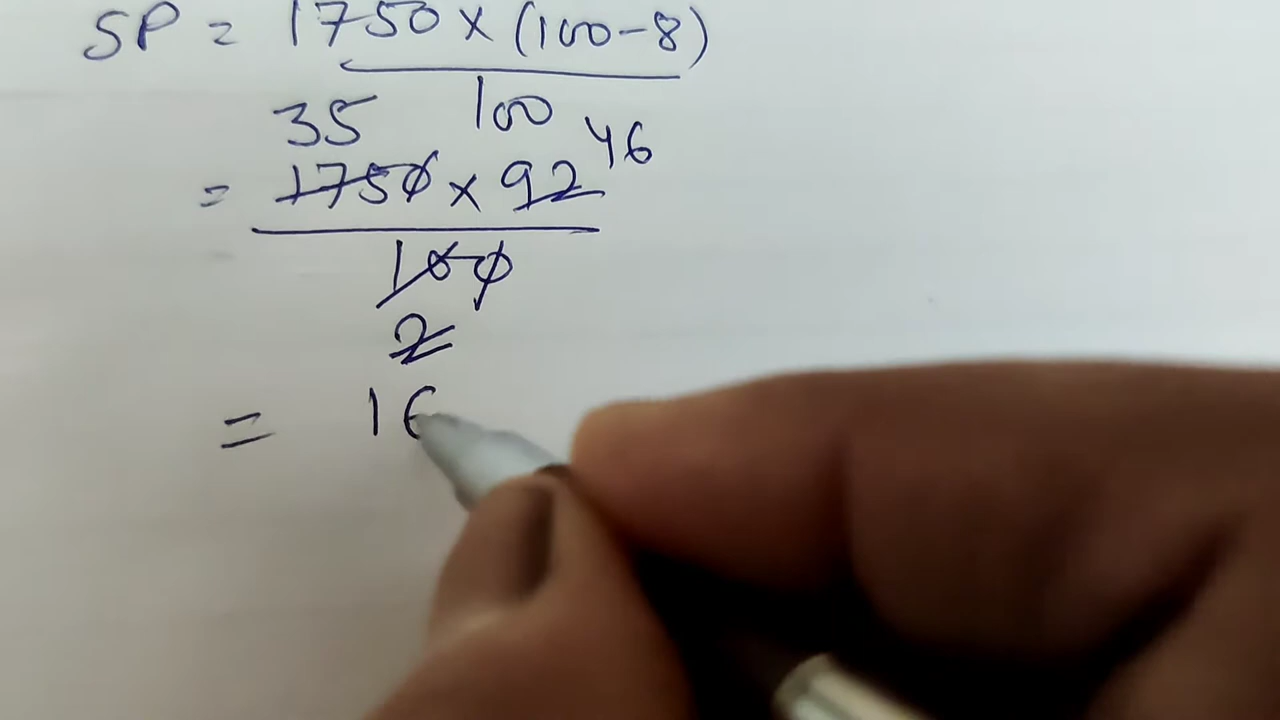 SP = 1750 x (100-8)
100
35 46
= 1750 x 92
100
2
= 16